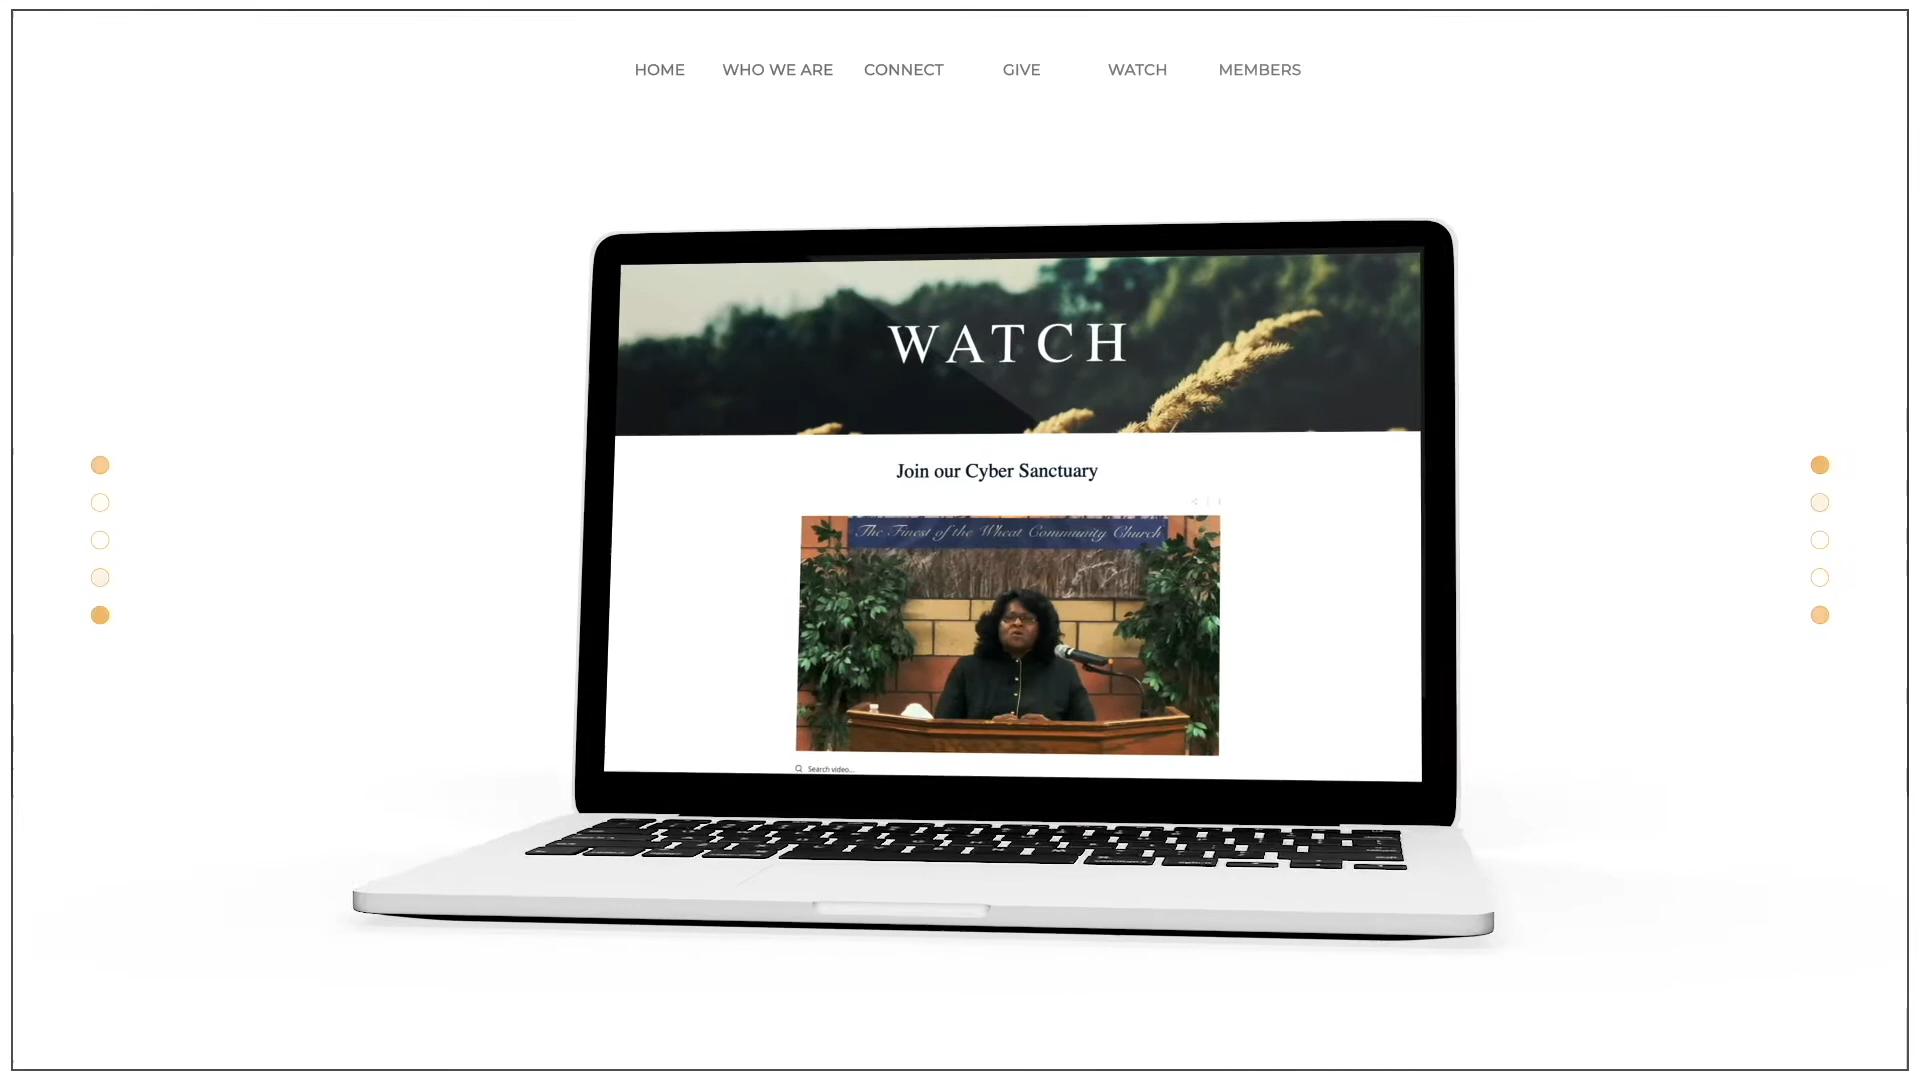 HOME WHO WE ARE CONNECT GIVE WATCH MEMBERS
WATCH
Join our Cyber Sanctuary
The Finest of the Wheat Community Church
Search video...